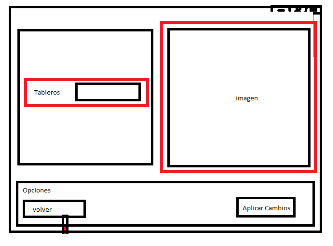 Tableros
imagen
Opciones
volver
Aplicar Cambios